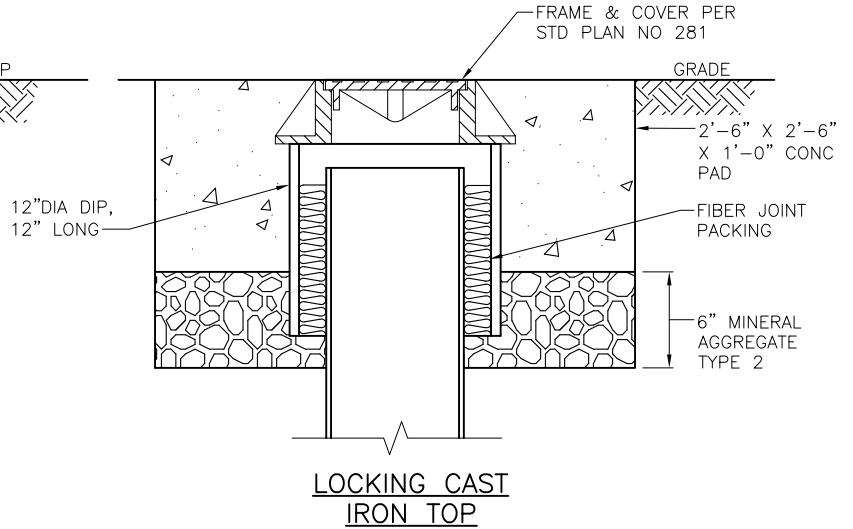 FRAME & COVER PER
STD PLAN NO 281
P
GRADE
2'-6" X 2'-6"
X 1'-0" CONC
PAD
12"DIA DIP,
12" LONG
FIBER JOINT
PACKING
6" MINERAL
AGGREGATE
TYPE 2
LOCKING CAST
IRON TOP